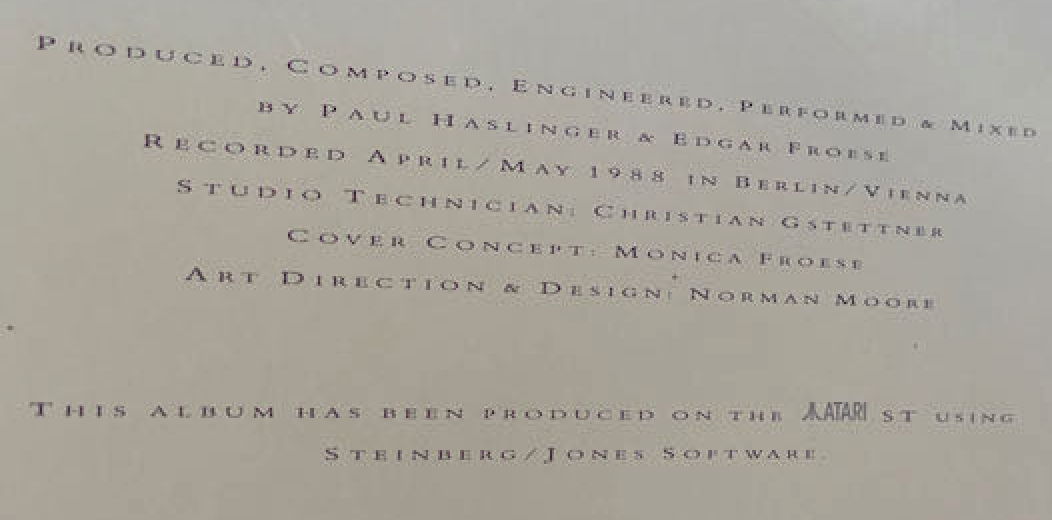 Produced, Composed, Engineered, Performed & Mixed
by Paul Haslinger & Edgar Froese
Recorded April/May 1988 in Berlin/Vienna
Studio Technician: Christian Gstettner
Cover Concept: Monica Froese
Art Direction & Design: Norman Moore
This album has been produced on the ATARI ST using
Steinberg/Jones Software.